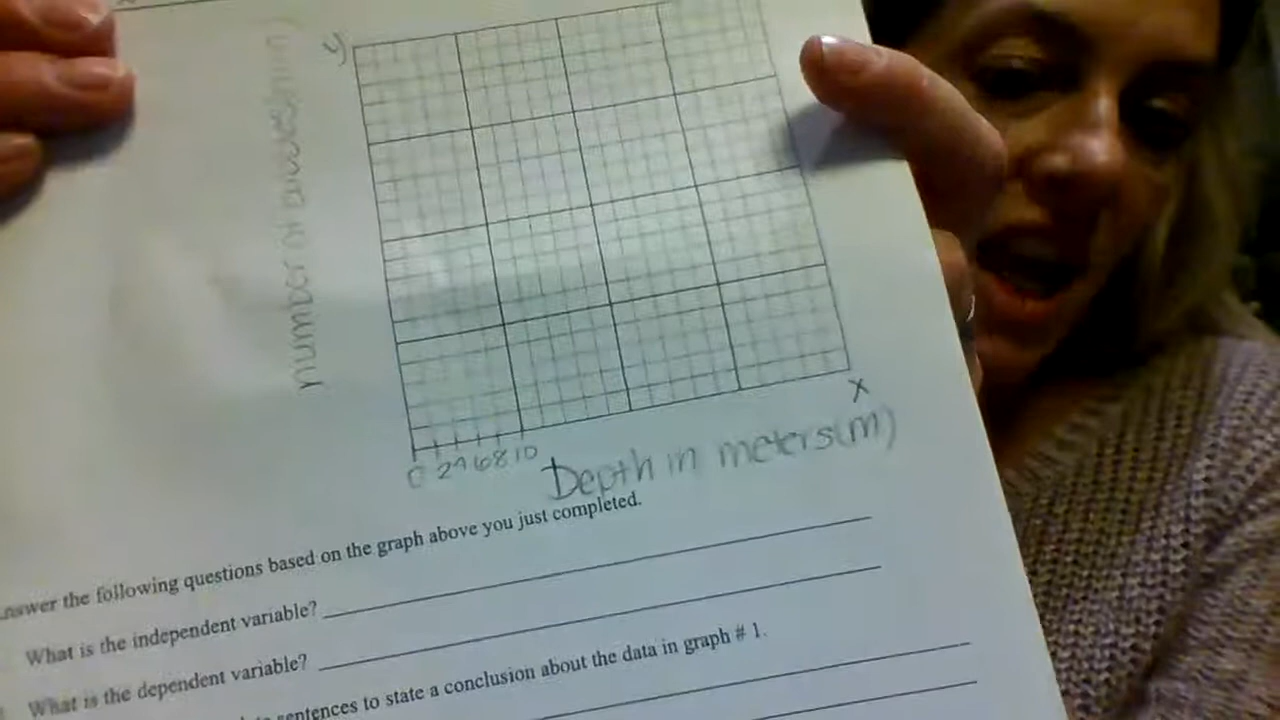 y
number of
x
0 2 4 6 8 10
Depth in meters (m)
nswer the following questions based on the graph above you just completed.
What is the independent variable?
What is the dependent variable?
sentences to state a conclusion about the data in graph # 1.